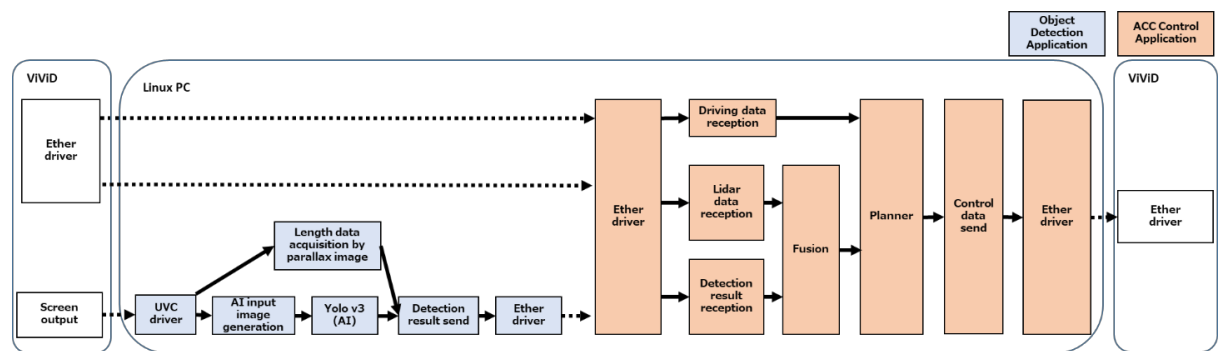 Object
Detection
Application
ACC Control
Application
ViViD
Linux PC
ViViD
Ether
driver
Driving data
reception
Lidar
data
reception
Ether
driver
Planner
Control
data
send
Ether
driver
Ether
driver
Length data
acquisition by
parallax image
Fusion
Detection
result
reception
Screen
output
UVC
driver
AI input
image
generation
Yolo v3
(AI)
Detection
result send
Ether
driver